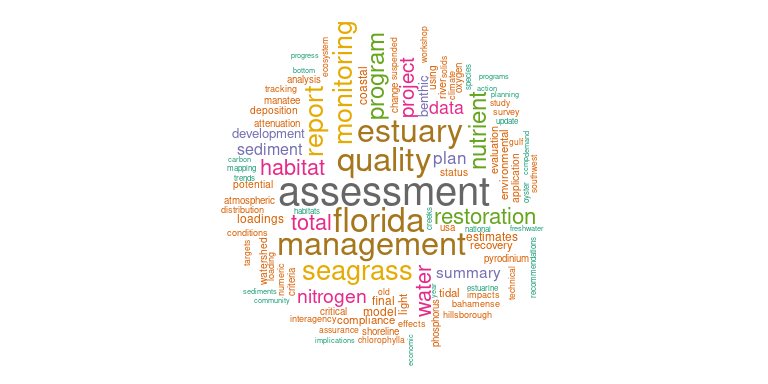 progress
ecosystem
monitoring
program
suspended
workshop
bottom
analysis
tracking
manatee
deposition
attenuation
report
coastal
change
project
benthic
using
river
solids
climate
oxygen
species
programs
action
planning
study
survey
update
data
nutrient
development
estuary
sediment
quality
plan
status
evaluation
environmental
gulf
application
ccmp
demand
oyster
southwest
carbon
mapping
trends
habitat
potential
assessment
atmospheric
distribution
loadings
habitats
total
florida
creeks
restoration
usa
national
freshwater
conditions
targets
watershed
loading
management
estimates
recovery
pyrodinium
technical
recommendations
numeric
criteria
seagrass
water
summary
sediments
community
nitrogen
old
final
light
year
tidal
estuarine
impacts
bahamense
critical
model
phosphorus
hillsborough
interagency
compliance
effects
assurance
shoreline
implications
chlorophylla
economic